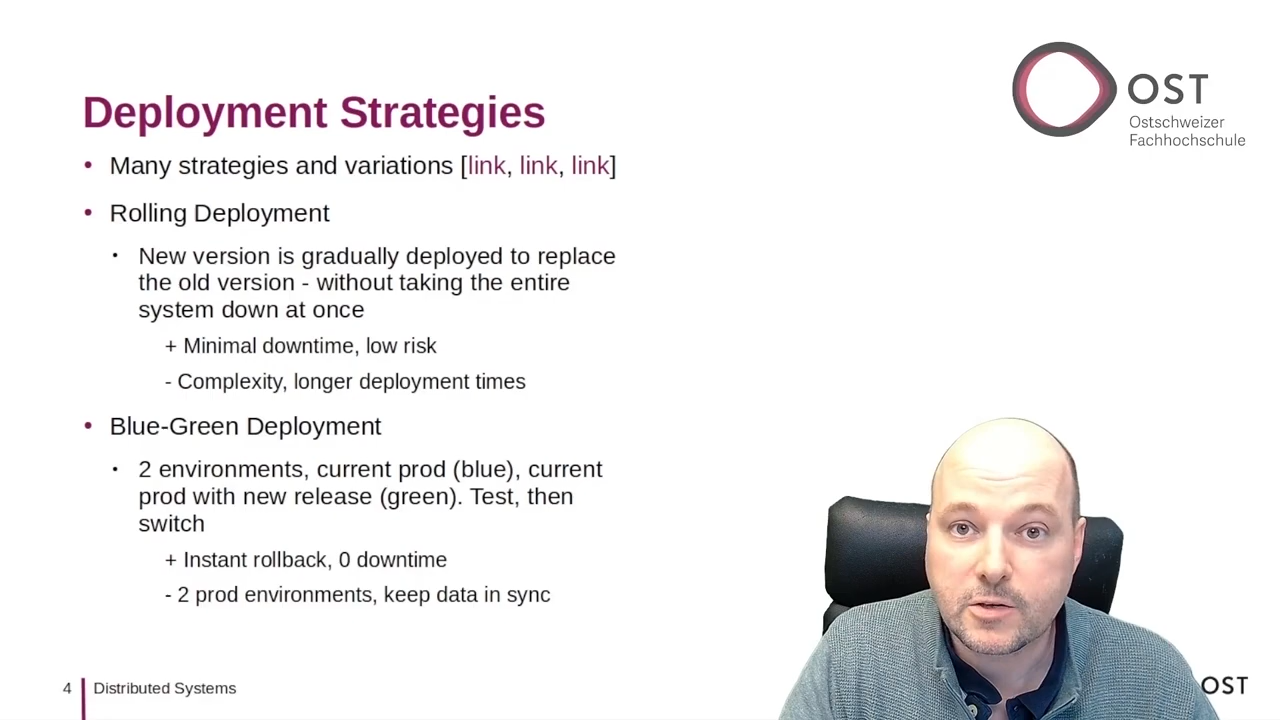 OST
Ostschweizer
Fachhochschule
Deployment Strategies
• Many strategies and variations [link, link, link]
• Rolling Deployment
• New version is gradually deployed to replace
the old version - without taking the entire
system down at once
+ Minimal downtime, low risk
- Complexity, longer deployment times
• Blue-Green Deployment
• 2 environments, current prod (blue), current
prod with new release (green). Test, then
switch
+ Instant rollback, 0 downtime
- 2 prod environments, keep data in sync
4
Distributed Systems
OST